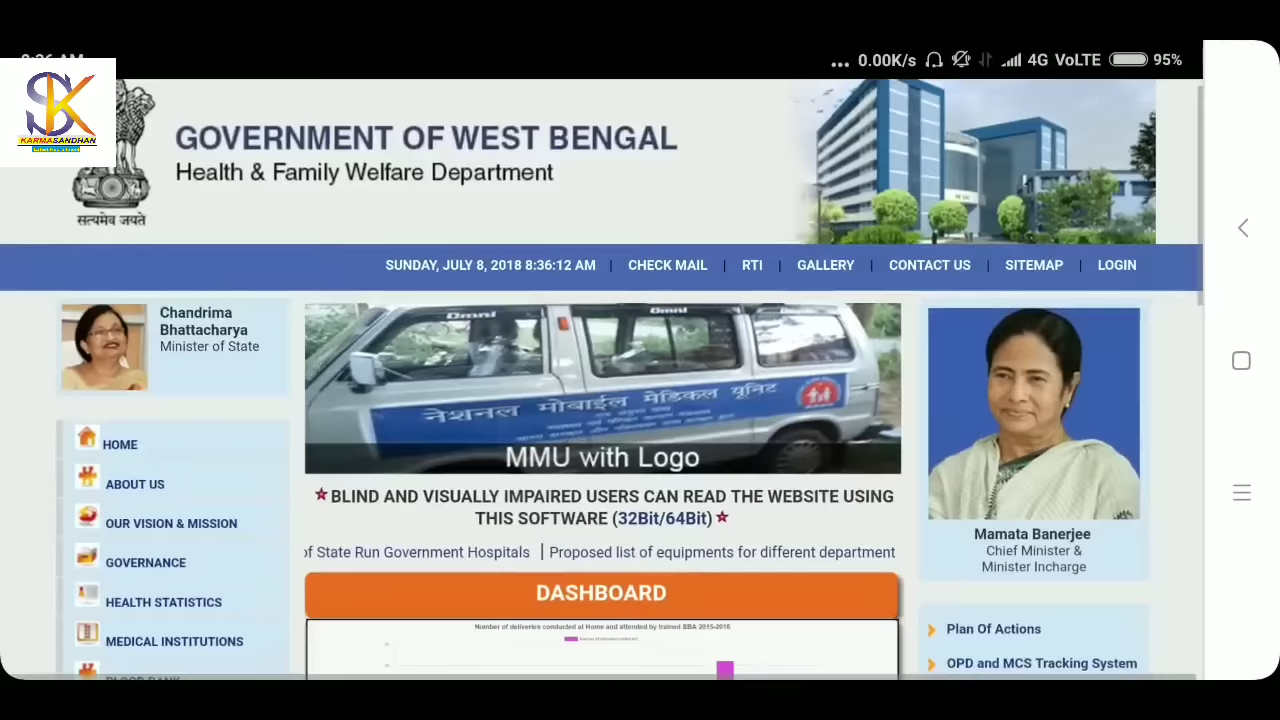 0.00K/s 4G VoLTE 95%
KARMASANDHAN
GOVERNMENT OF WEST BENGAL
Health & Family Welfare Department
सत्यमेव जयते
SUNDAY, JULY 8, 2018 8:36:12 AM | CHECK MAIL | RTI | GALLERY | CONTACT US | SITEMAP | LOGIN
Chandrima
Bhattacharya
Minister of State
HOME
ABOUT US
OUR VISION & MISSION
GOVERNANCE
HEALTH STATISTICS
MEDICAL INSTITUTIONS
Omni Omni
नेशनल मोबाईल मेडिकल यूनिट
MMU with Logo
BLIND AND VISUALLY IMPAIRED USERS CAN READ THE WEBSITE USING
THIS SOFTWARE (32Bit/64Bit)
of State Run Government Hospitals | Proposed list of equipments for different department
DASHBOARD
Number of deliveries conducted at Home and attended by trained SBA 2015-2016
Mamata Banerjee
Chief Minister &
Minister Incharge
Plan Of Actions
OPD and MCS Tracking System